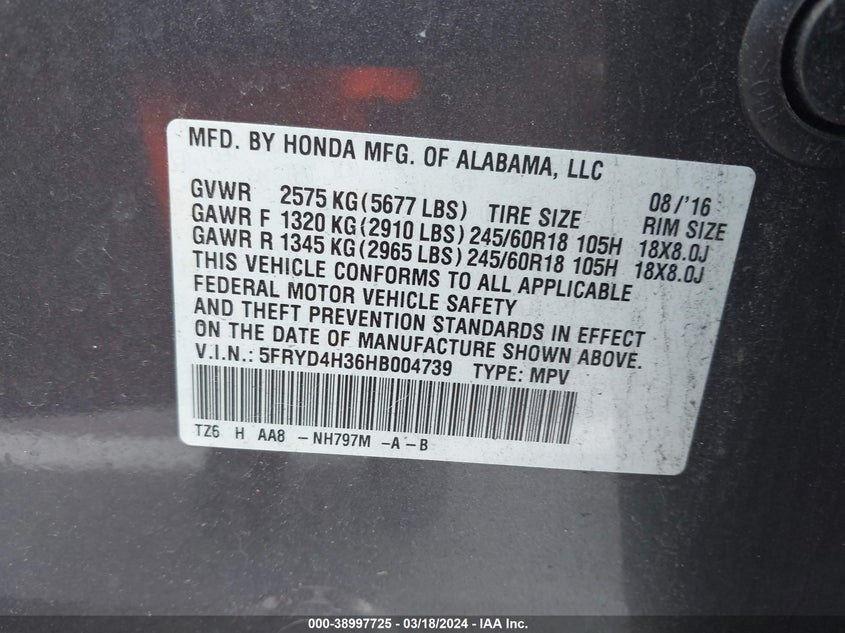 MFD. BY HONDA MFG. OF ALABAMA, LLC
GVWR 2575 KG (5677 LBS) TIRE SIZE 08/'16 RIM SIZE
GAWR F 1320 KG (2910 LBS) 245/60R18 105H 18X8.0J
GAWR R 1345 KG (2965 LBS) 245/60R18 105H 18X8.0J
THIS VEHICLE CONFORMS TO ALL APPLICABLE
FEDERAL MOTOR VEHICLE SAFETY
AND THEFT PREVENTION STANDARDS IN EFFECT
ON THE DATE OF MANUFACTURE SHOWN ABOVE.
V.I.N.: 5FRYD4H36HB004739 TYPE: MPV
TZ5 H AA8 - NH797M - A - B
000-38997725 — 03/18/2024 — IAA Inc.